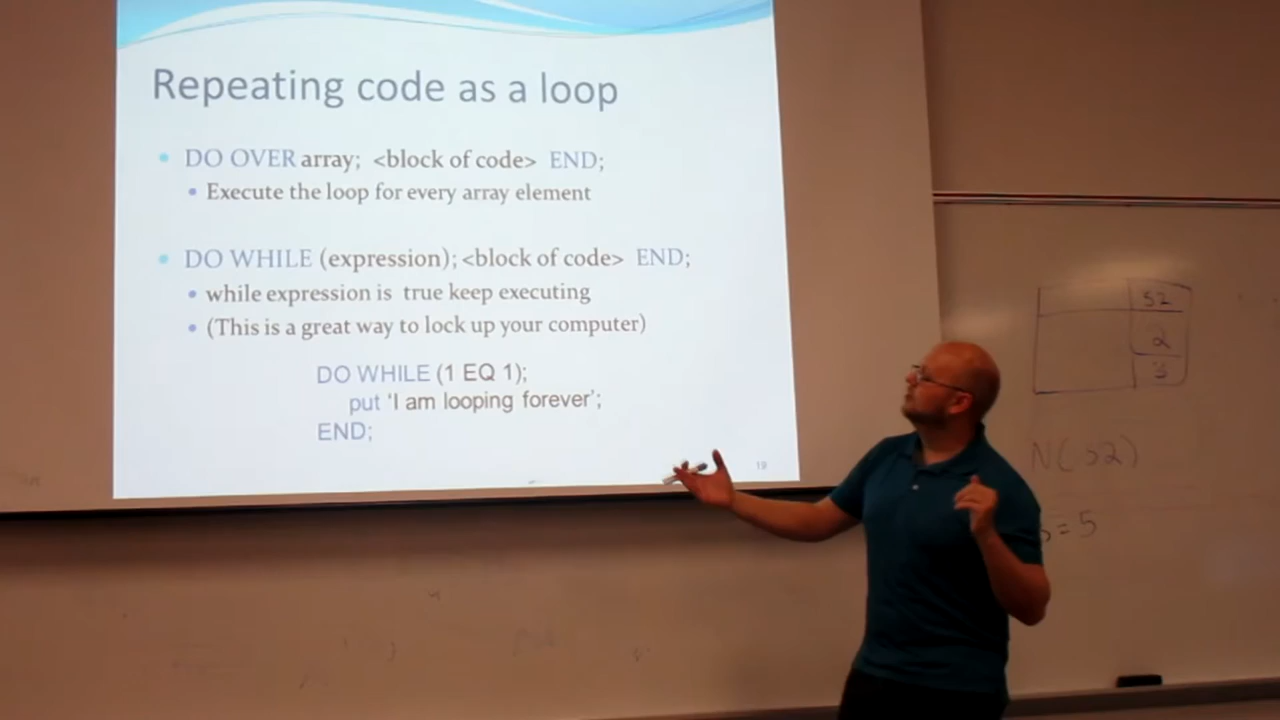 Repeating code as a loop
DO OVER array; <block of code> END;
Execute the loop for every array element
DO WHILE (expression); <block of code> END;
while expression is true keep executing
(This is a great way to lock up your computer)
DO WHILE (1 EQ 1);
put ‘I am looping forever’;
END;
19
52
2
3
N(52)
= 5